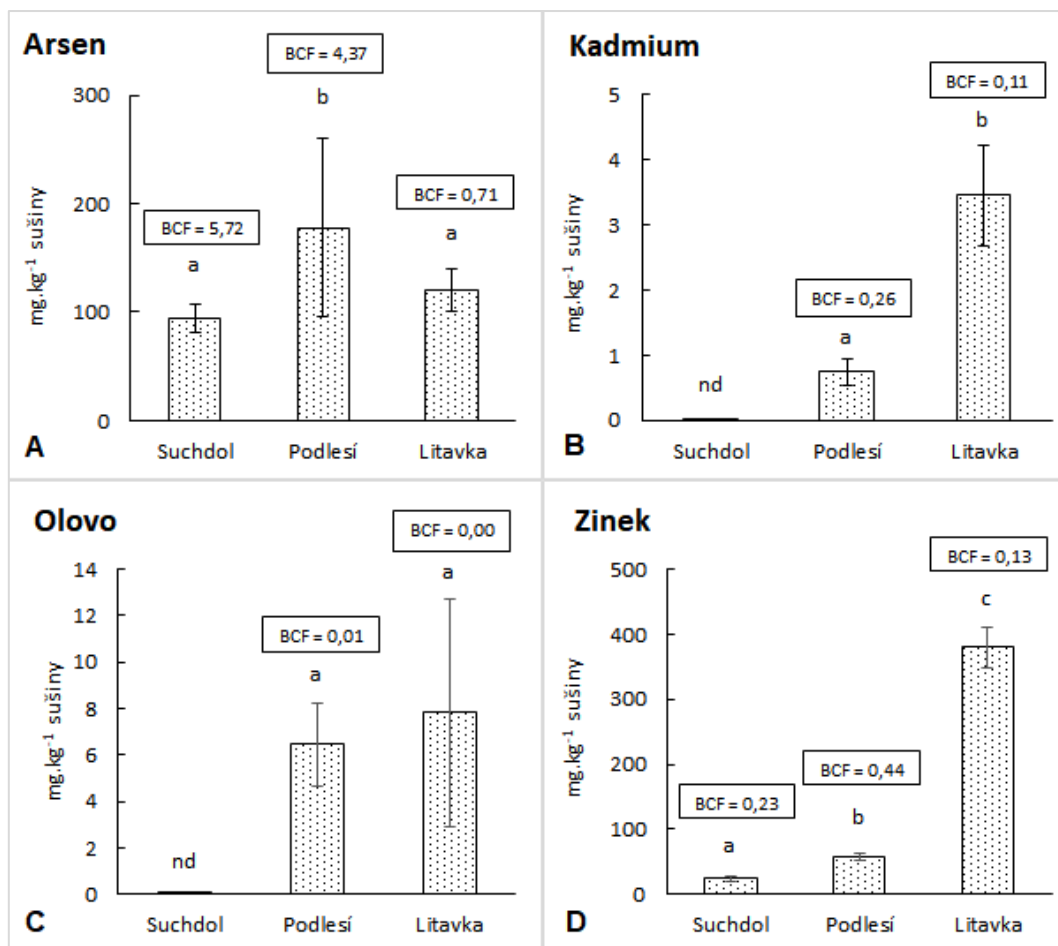 Arsen
BCF = 4,37
300
b
BCF = 0,71
200
BCF = 5,72
a
a
100
0
mg.kg⁻¹ sušiny
Suchdol Podlesí Litavka
A
Kadmium
BCF = 0,11
5
b
4
3
BCF = 0,26
2
a
1
nd
0
mg.kg⁻¹ sušiny
Suchdol Podlesí Litavka
B
Olovo
BCF = 0,00
14
a
12
BCF = 0,01
10
a
8
6
4
2
nd
0
mg.kg⁻¹ sušiny
Suchdol Podlesí Litavka
C
Zinek
BCF = 0,13
500
c
400
300
200
BCF = 0,44
BCF = 0,23
b
100
a
0
mg.kg⁻¹ sušiny
Suchdol Podlesí Litavka
D